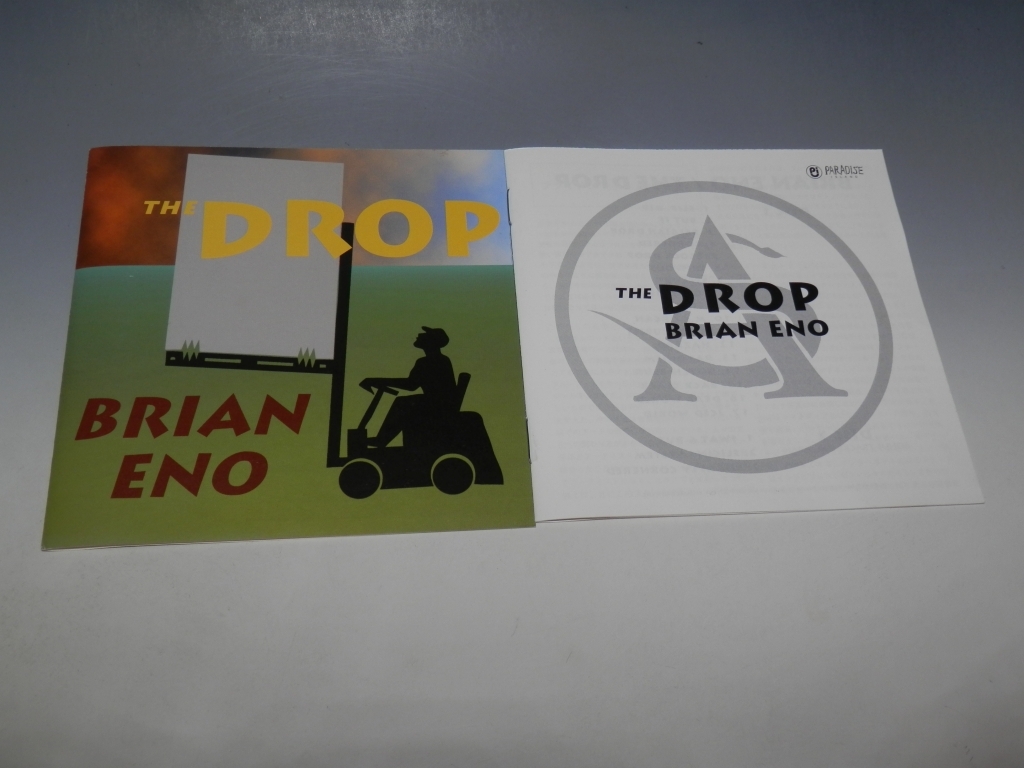 THE DROP
BRIAN
ENO
PARADISE
THE DROP
BRIAN ENO